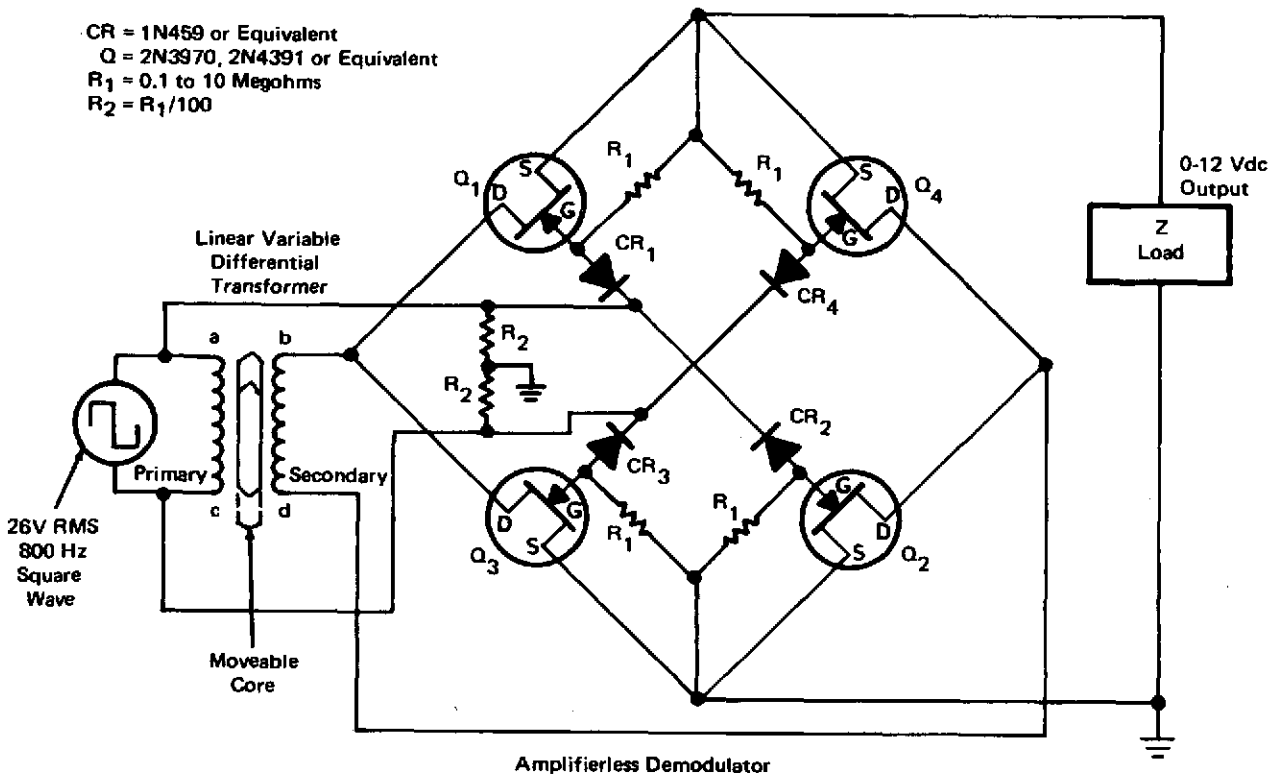 CR = 1N459 or Equivalent
Q = 2N3970, 2N4391 or Equivalent
R1 = 0.1 to 10 Megohms
R2 = R1/100
Linear Variable
Differential
Transformer
a
b
c
d
Primary
Secondary
26V RMS
800 Hz
Square
Wave
Moveable
Core
Q1
S
D
G
R1
R1
CR1
Q4
S
D
G
CR4
R2
R2
CR3
CR2
Q3
D
S
G
R1
R1
G
D
S
Q2
0-12 Vdc
Output
Z
Load
Amplifierless Demodulator